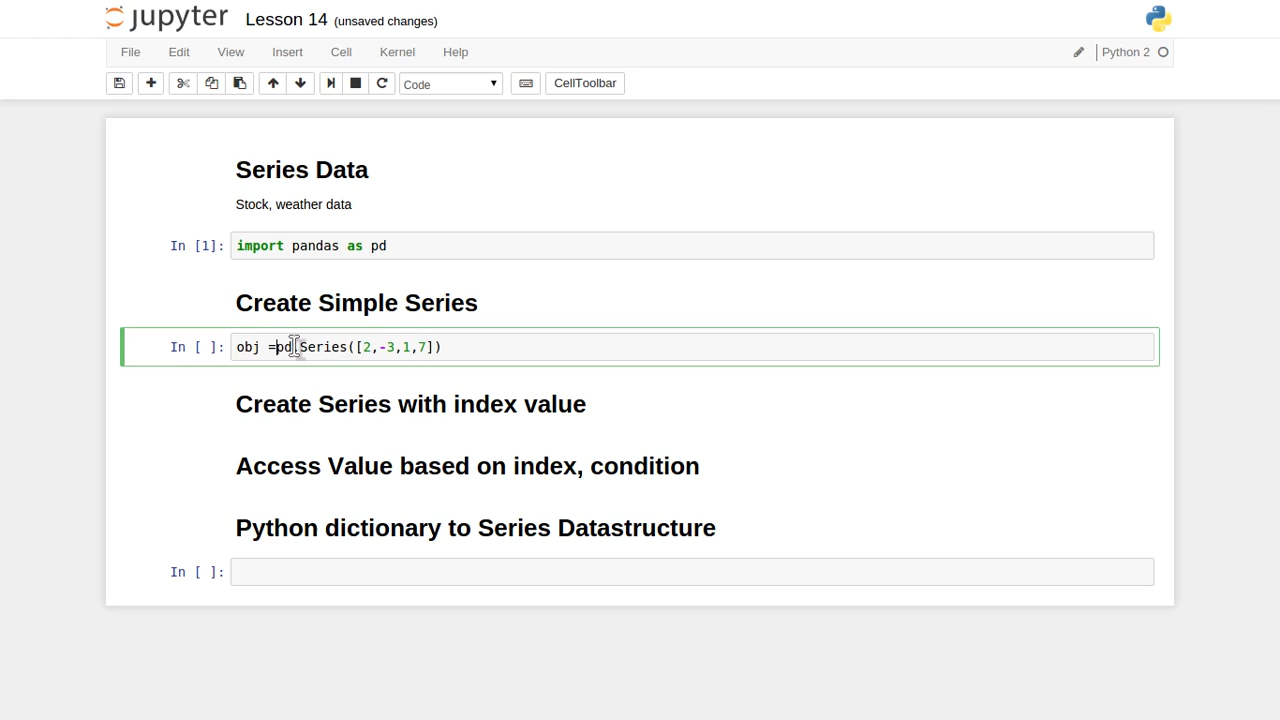 jupyter Lesson 14 (unsaved changes)
File Edit View Insert Cell Kernel Help Python 2
Code CellToolbar
Series Data
Stock, weather data
In [1]: import pandas as pd
Create Simple Series
In [ ]: obj =pd.Series([2,-3,1,7])
Create Series with index value
Access Value based on index, condition
Python dictionary to Series Datastructure
In [ ]: